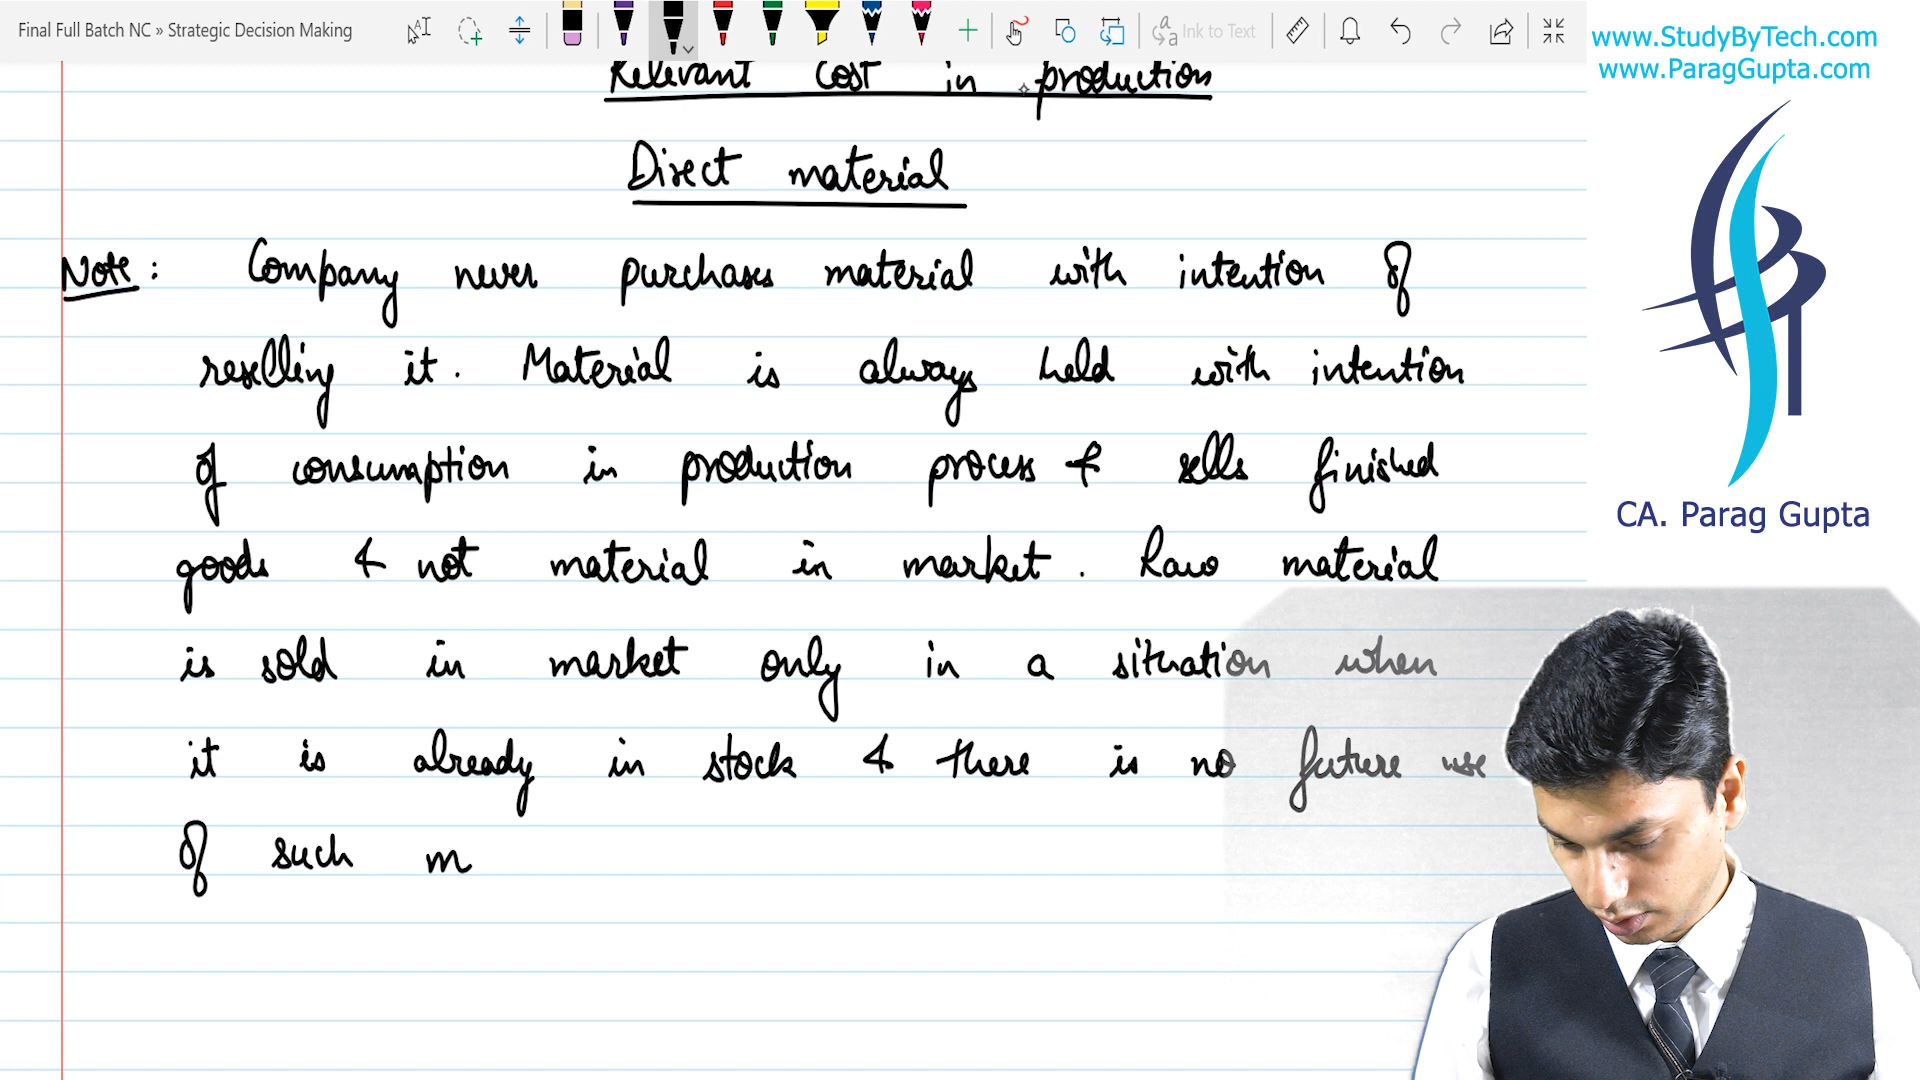 Final Full Batch NC » Strategic Decision Making
Ink to Text
www.StudyByTech.com
www.ParagGupta.com
Relevant Cost in production
Direct material
Note: Company never purchases material with intention of
reselling it. Material is always held with intention
of consumption in production process & sells finished
goods & not material in market. Raw material
is sold in market only in a situation when
it is already in stock & there is no future use
of such m
CA. Parag Gupta